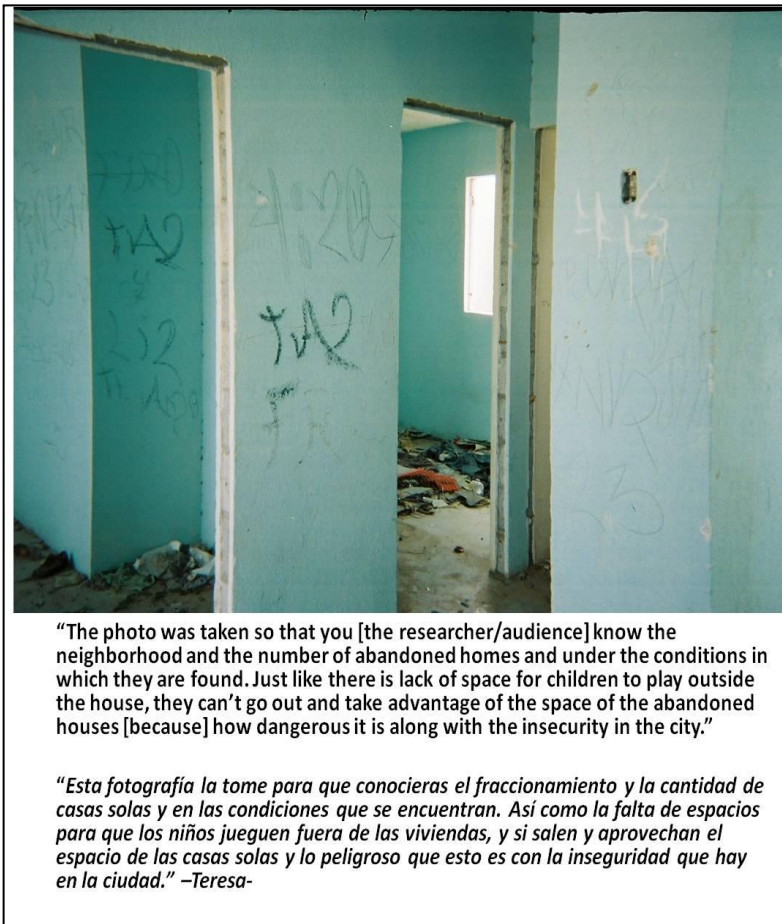 4:20
TA2
TA2
"The photo was taken so that you [the researcher/audience] know the
neighborhood and the number of abandoned homes and under the conditions in
which they are found. Just like there is lack of space for children to play outside
the house, they can't go out and take advantage of the space of the abandoned
houses [because] how dangerous it is along with the insecurity in the city."
"Esta fotografía la tome para que conocieras el fraccionamiento y la cantidad de
casas solas y en las condiciones que se encuentran. Así como la falta de espacios
para que los niños jueguen fuera de las viviendas, y si salen y aprovechan el
espacio de las casas solas y lo peligroso que esto es con la inseguridad que hay
en la ciudad." –Teresa-